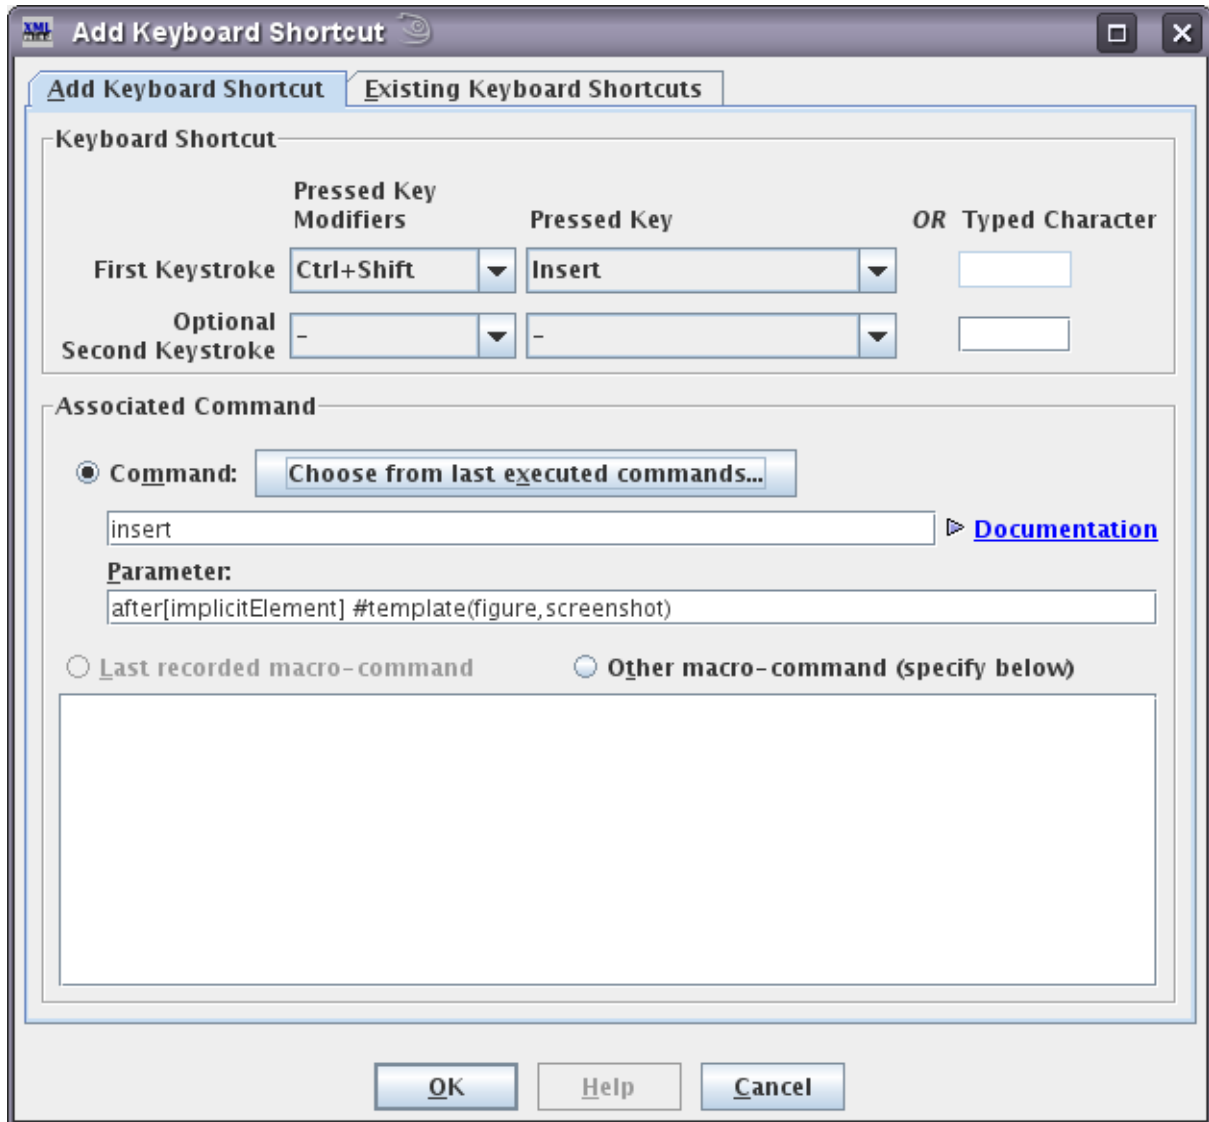 XML
Add Keyboard Shortcut
Add Keyboard Shortcut Existing Keyboard Shortcuts
Keyboard Shortcut
Pressed Key
Modifiers Pressed Key OR Typed Character
First Keystroke Ctrl+Shift Insert
Optional
Second Keystroke - -
Associated Command
Command: Choose from last executed commands...
insert Documentation
Parameter:
after[implicitElement] #template(figure,screenshot)
Last recorded macro-command Other macro-command (specify below)
OK Help Cancel